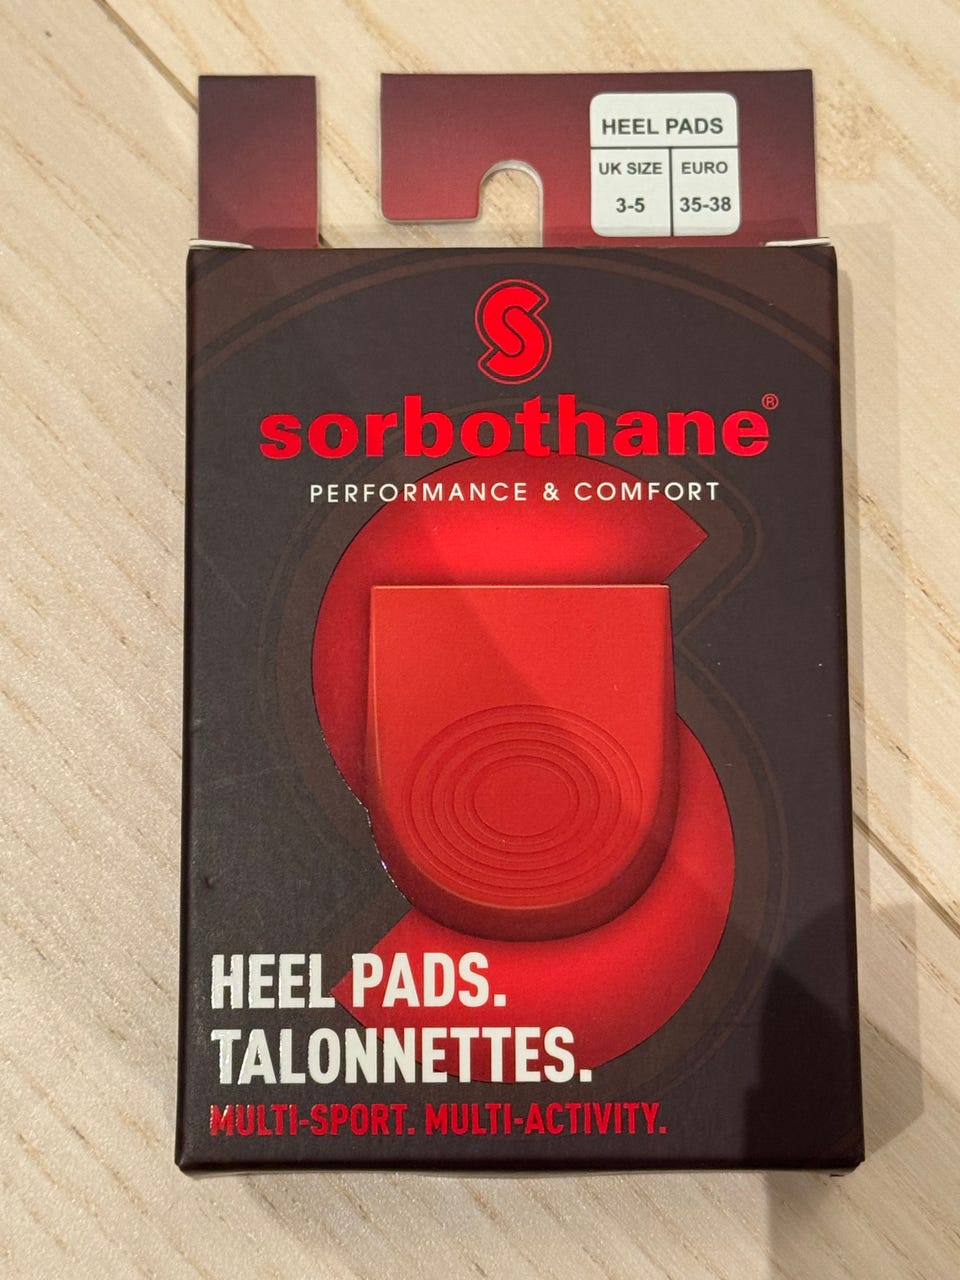 HEEL PADS
UK SIZE EURO
3-5 35-38
sorbothane®
PERFORMANCE & COMFORT
HEEL PADS.
TALONNETTES.
MULTI-SPORT. MULTI-ACTIVITY.